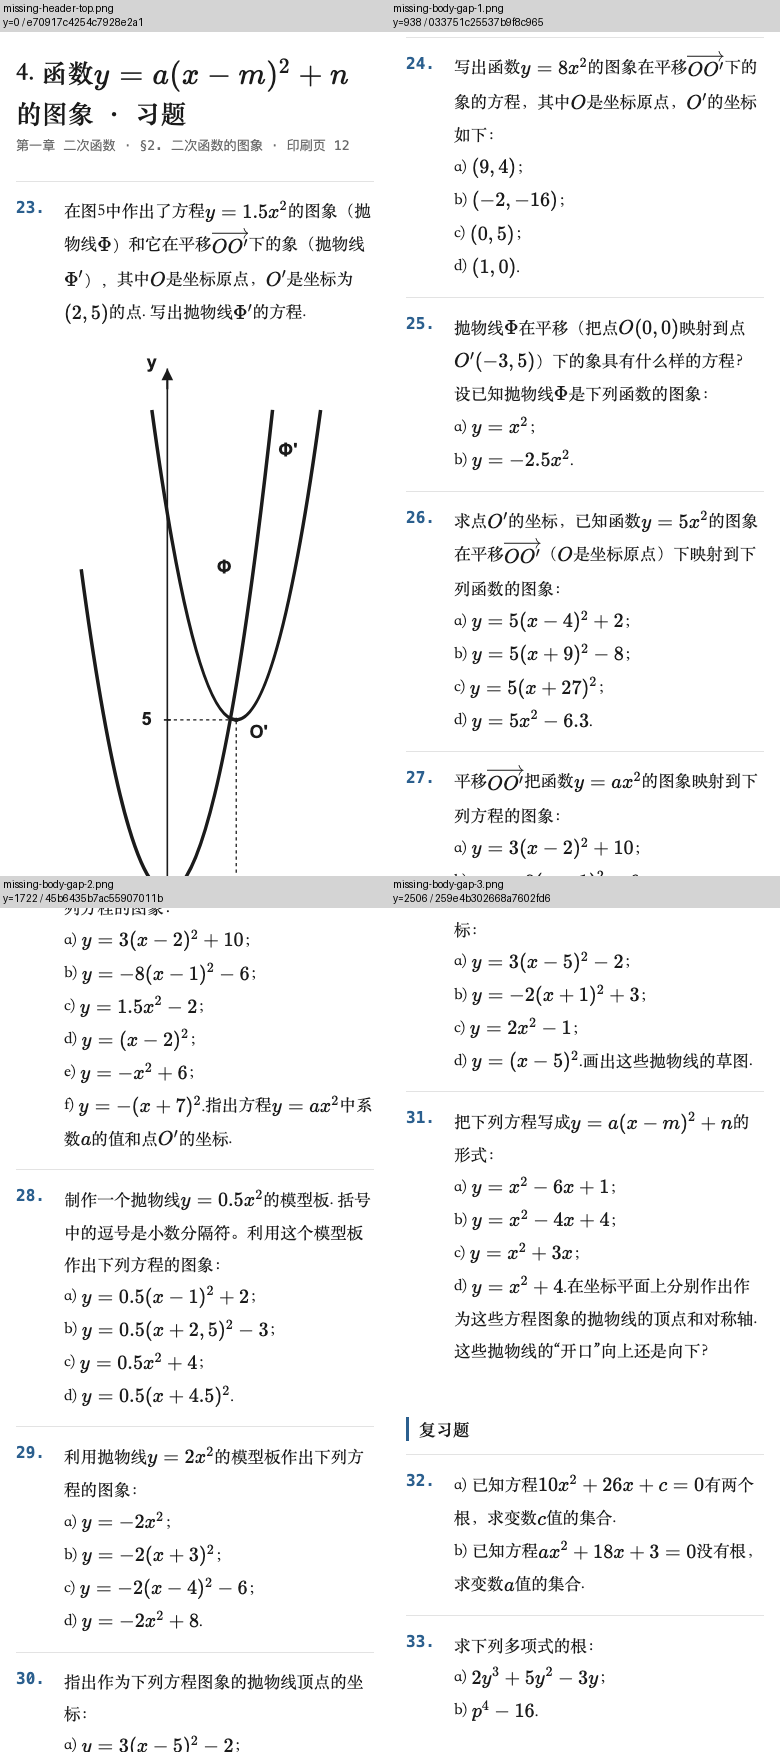 missing-header-top.png
y=0 / e70917c4254c7928e2a1
4. 函数y = a(x − m)² + n
的图象 · 习题
第一章 二次函数 · §2. 二次函数的图象 · 印刷页 12
23. 在图5中作出了方程y = 1.5x²的图象（抛
物线Φ）和它在平移OO′下的象（抛物线
Φ′），其中O是坐标原点，O′是坐标为
(2, 5)的点. 写出抛物线Φ′的方程.
y
Φ'
Φ
5
O'
missing-body-gap-1.png
y=938 / 033751c25537b9f8c965
24. 写出函数y = 8x²的图象在平移OO′下的
象的方程，其中O是坐标原点，O′的坐标
如下：
a) (9, 4)；
b) (−2, −16)；
c) (0, 5)；
d) (1, 0).
25. 抛物线Φ在平移（把点O(0, 0)映射到点
O′(−3, 5)）下的象具有什么样的方程？
设已知抛物线Φ是下列函数的图象：
a) y = x²；
b) y = −2.5x².
26. 求点O′的坐标，已知函数y = 5x²的图象
在平移OO′（O是坐标原点）下映射到下
列函数的图象：
a) y = 5(x − 4)² + 2；
b) y = 5(x + 9)² − 8；
c) y = 5(x + 27)²；
d) y = 5x² − 6.3.
27. 平移OO′把函数y = ax²的图象映射到下
列方程的图象：
a) y = 3(x − 2)² + 10；
missing-body-gap-2.png
y=1722 / 45b6435b7ac55907011b
列方程的图象：
a) y = 3(x − 2)² + 10；
b) y = −8(x − 1)² − 6；
c) y = 1.5x² − 2；
d) y = (x − 2)²；
e) y = −x² + 6；
f) y = −(x + 7)².指出方程y = ax²中系
数a的值和点O′的坐标.
28. 制作一个抛物线y = 0.5x²的模型板. 括号
中的逗号是小数分隔符。利用这个模型板
作出下列方程的图象：
a) y = 0.5(x − 1)² + 2；
b) y = 0.5(x + 2, 5)² − 3；
c) y = 0.5x² + 4；
d) y = 0.5(x + 4.5)².
29. 利用抛物线y = 2x²的模型板作出下列方
程的图象：
a) y = −2x²；
b) y = −2(x + 3)²；
c) y = −2(x − 4)² − 6；
d) y = −2x² + 8.
30. 指出作为下列方程图象的抛物线顶点的坐
标：
a) y = 3(x − 5)² − 2；
missing-body-gap-3.png
y=2506 / 259e4b302668a7602fd6
标：
a) y = 3(x − 5)² − 2；
b) y = −2(x + 1)² + 3；
c) y = 2x² − 1；
d) y = (x − 5)².画出这些抛物线的草图.
31. 把下列方程写成y = a(x − m)² + n的
形式：
a) y = x² − 6x + 1；
b) y = x² − 4x + 4；
c) y = x² + 3x；
d) y = x² + 4.在坐标平面上分别作出作
为这些方程图象的抛物线的顶点和对称轴.
这些抛物线的“开口”向上还是向下？
复习题
32. a) 已知方程10x² + 26x + c = 0有两个
根，求变数c值的集合.
b) 已知方程ax² + 18x + 3 = 0没有根，
求变数a值的集合.
33. 求下列多项式的根：
a) 2y³ + 5y² − 3y；
b) p⁴ − 16.